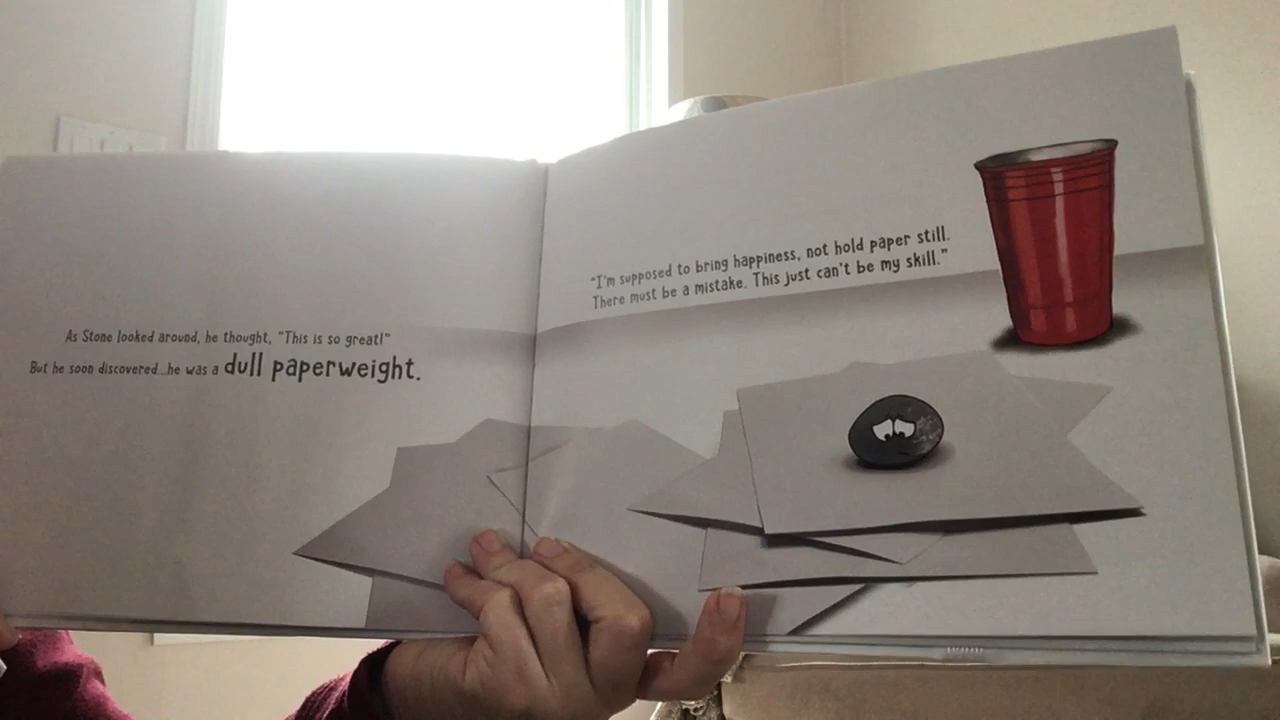 As Stone looked around, he thought, "This is so great!"
But he soon discovered...he was a dull paperweight.
"I'm supposed to bring happiness, not hold paper still.
There must be a mistake. This just can't be my skill."